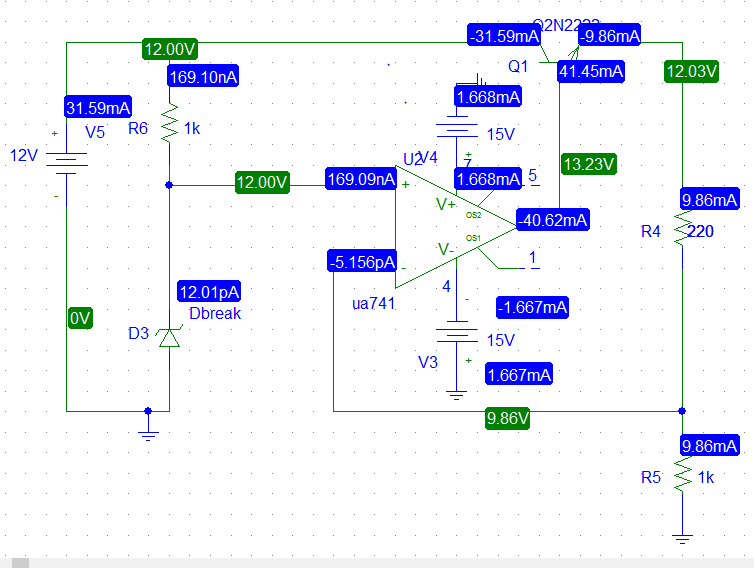 Q2N2222
-31.59mA
-9.86mA
12.00V
Q1
169.10nA
41.45mA
12.03V
1.668mA
31.59mA
V5
R6
1k
15V
+
12V
U2
V4
+
7
13.23V
-
12.00V
169.09nA
+
1.668mA
5
9.86mA
V+
OS2
-40.62mA
R4
220
OS1
-5.156pA
-
V-
1
12.01pA
4
ua741
-
-1.667mA
Dbreak
0V
D3
15V
V3
+
1.667mA
9.86V
9.86mA
R5
1k